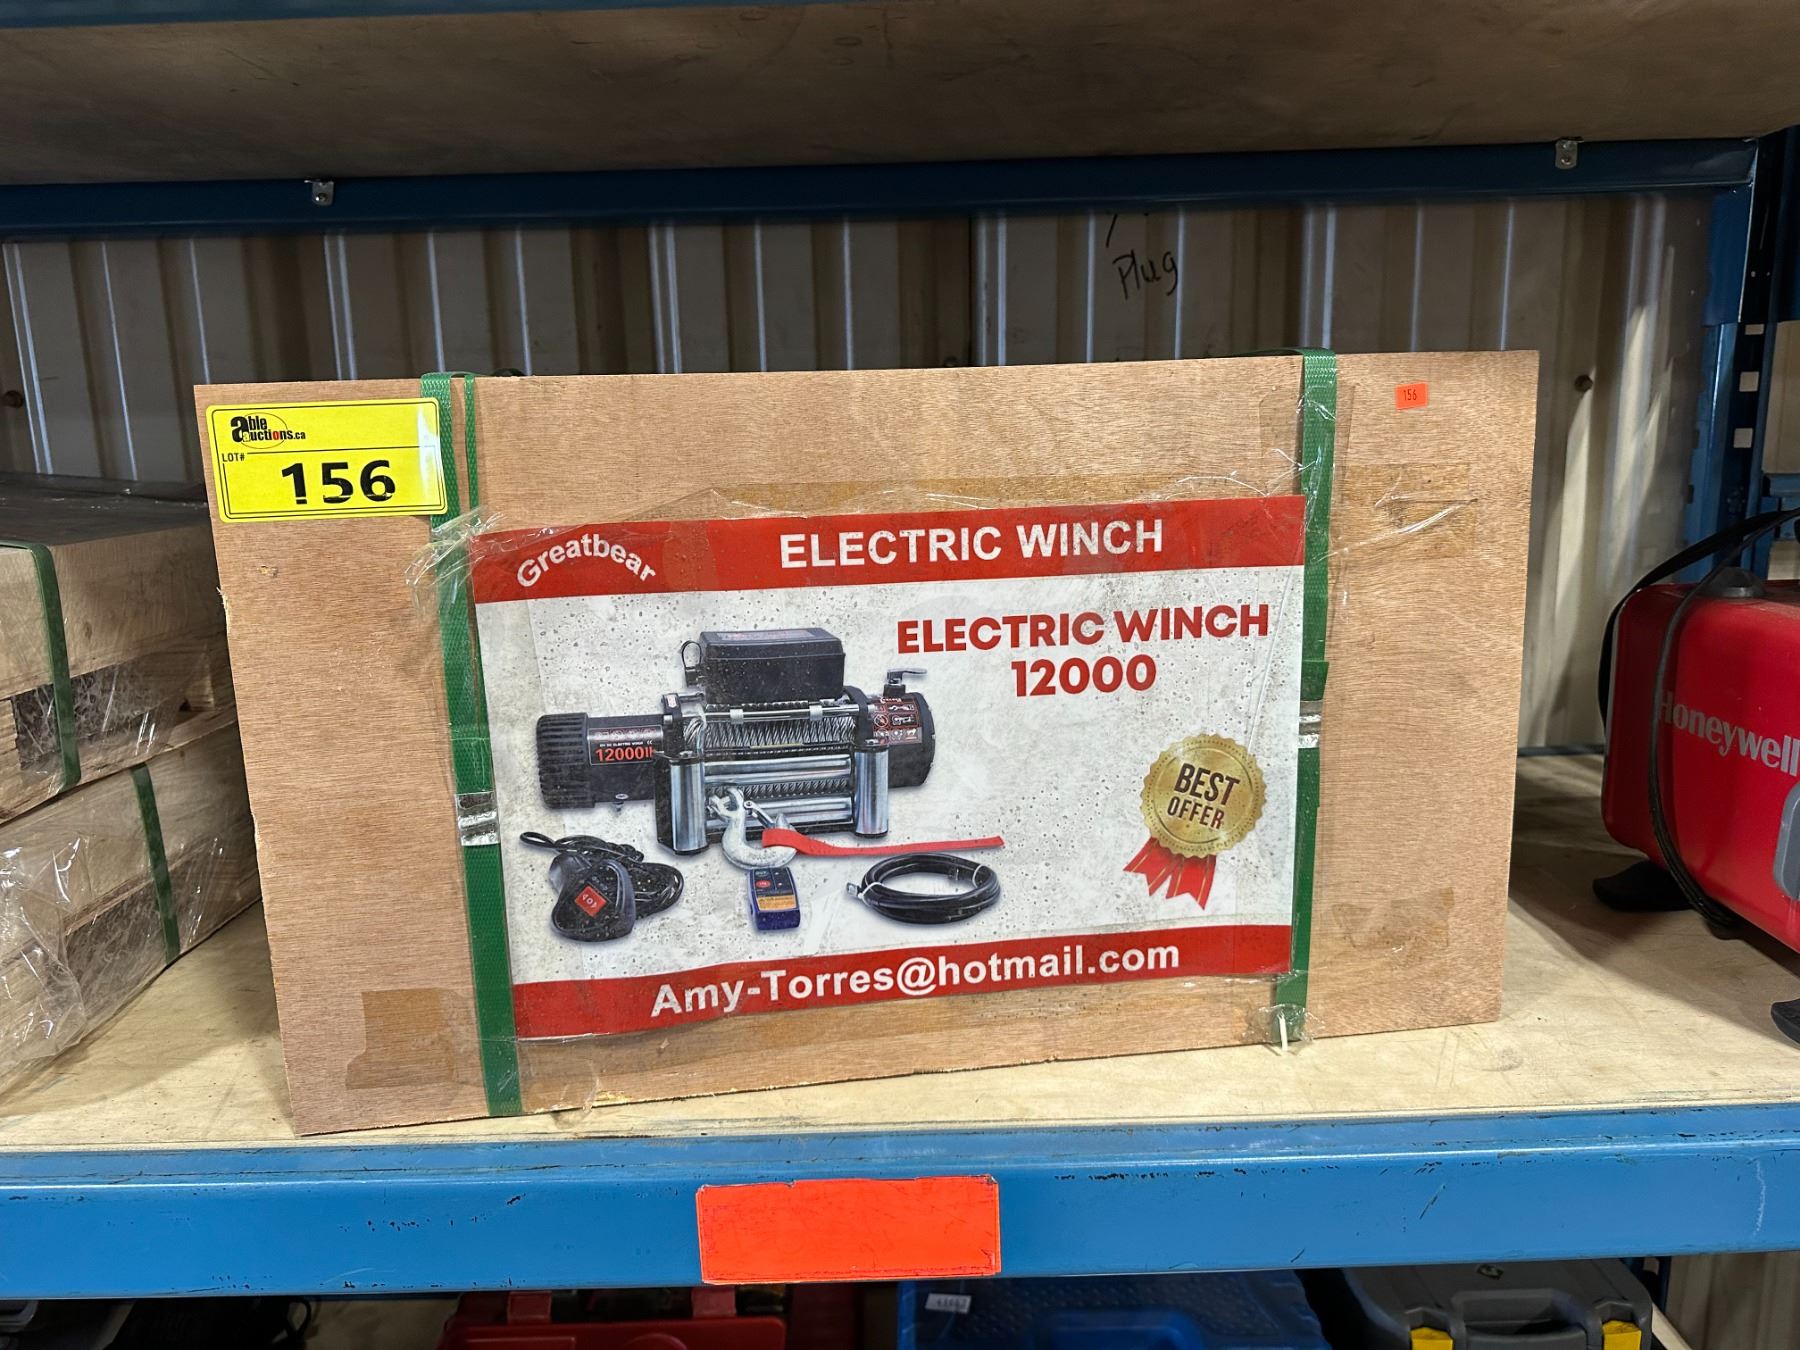 Plug
able
auctions.ca
LOT#
156
156
Greatbear
ELECTRIC WINCH
ELECTRIC WINCH
12000
12000lb
BEST
OFFER
Amy-Torres@hotmail.com
Honeywell